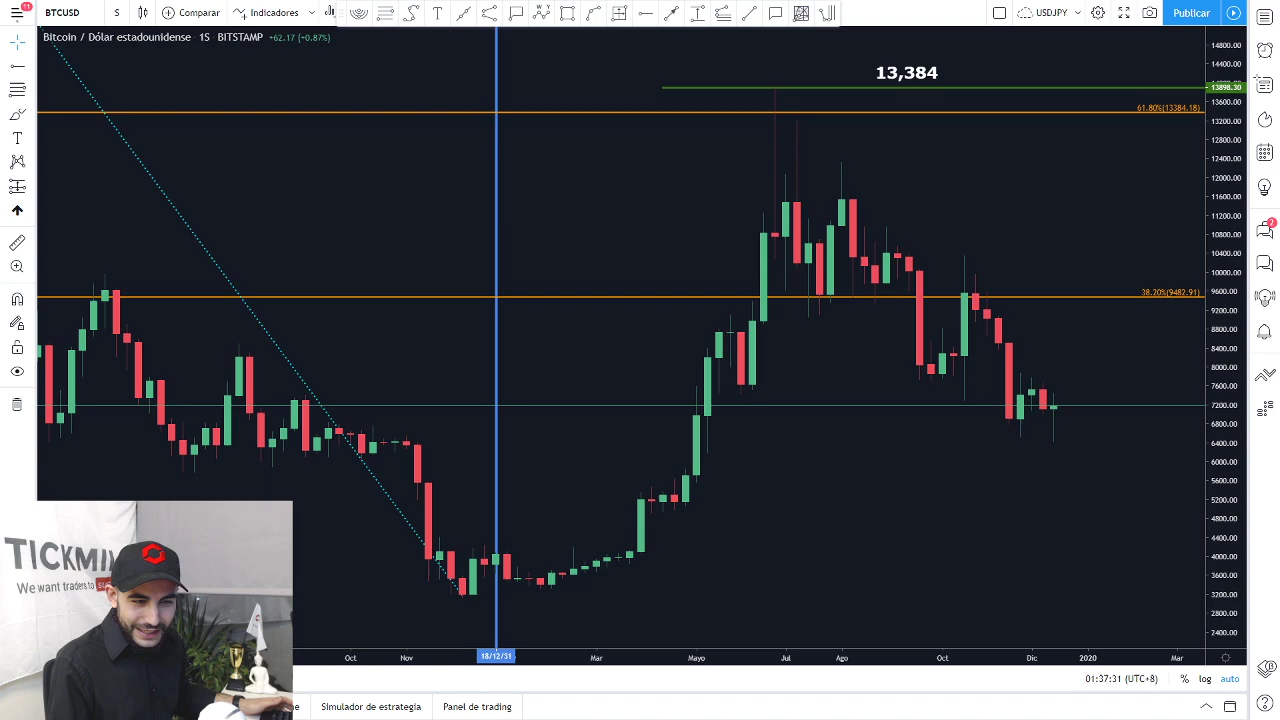 11
BTCUSD
S
Comparar
Indicadores
USDJPY
Publicar
Bitcoin / Dólar estadounidense 1S BITSTAMP +62.17 (+0.87%)
13,384
14800.00
14400.00
13898.30
61.80%(13384.18)
13600.00
13200.00
12800.00
12400.00
12000.00
11600.00
11200.00
10800.00
10400.00
10000.00
38.20%(9482.91)
9600.00
9200.00
8800.00
8400.00
8000.00
7600.00
7200.00
6800.00
6400.00
6000.00
5600.00
5200.00
4800.00
4400.00
4000.00
3600.00
3200.00
2800.00
2400.00
2
TICKMI
We want traders to
Oct
Nov
18/12/31
Mar
Mayo
Jul
Ago
Oct
Dic
2020
Mar
01:37:31 (UTC+8)
%
log
auto
Simulador de estrategia
Panel de trading